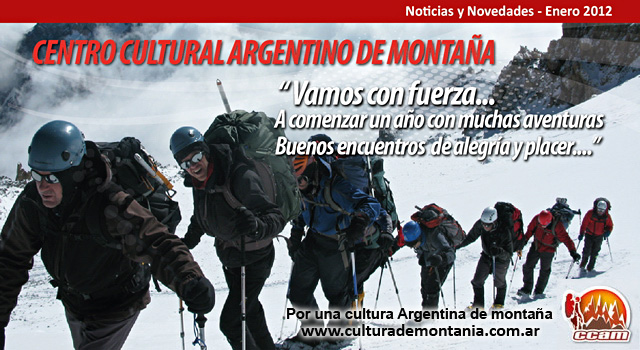 Noticias y Novedades - Enero 2012
CENTRO CULTURAL ARGENTINO DE MONTAÑA
“ Vamos con fuerza...
A comenzar un año con muchas aventuras
Buenos encuentros de alegría y placer....”
Por una cultura Argentina de montaña
www.culturademontania.com.ar
ccam